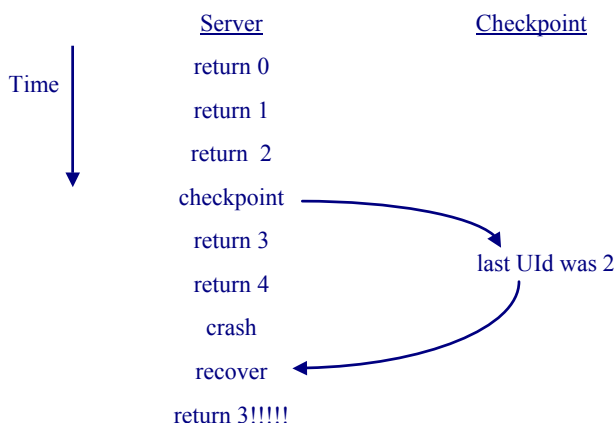 Server
Checkpoint
Time
return 0
return 1
return 2
checkpoint
return 3
last UId was 2
return 4
crash
recover
return 3!!!!!